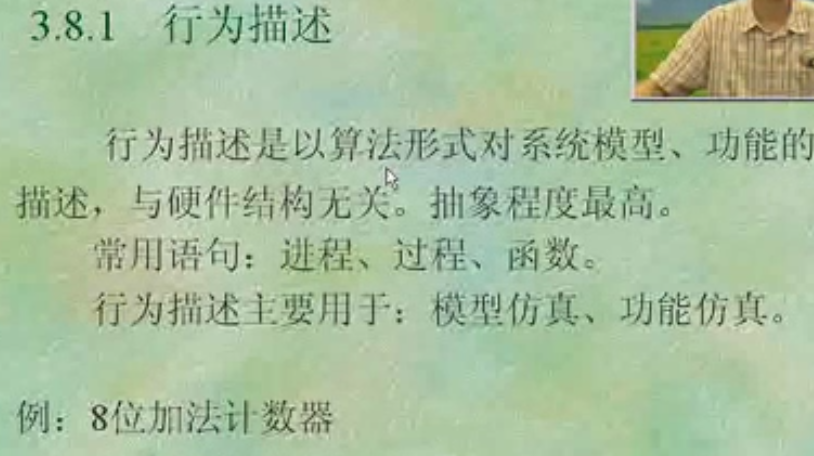 3.8.1 行为描述
行为描述是以算法形式对系统模型、功能的
描述，与硬件结构无关。抽象程度最高。
常用语句：进程、过程、函数。
行为描述主要用于：模型仿真、功能仿真。
例：8位加法计数器